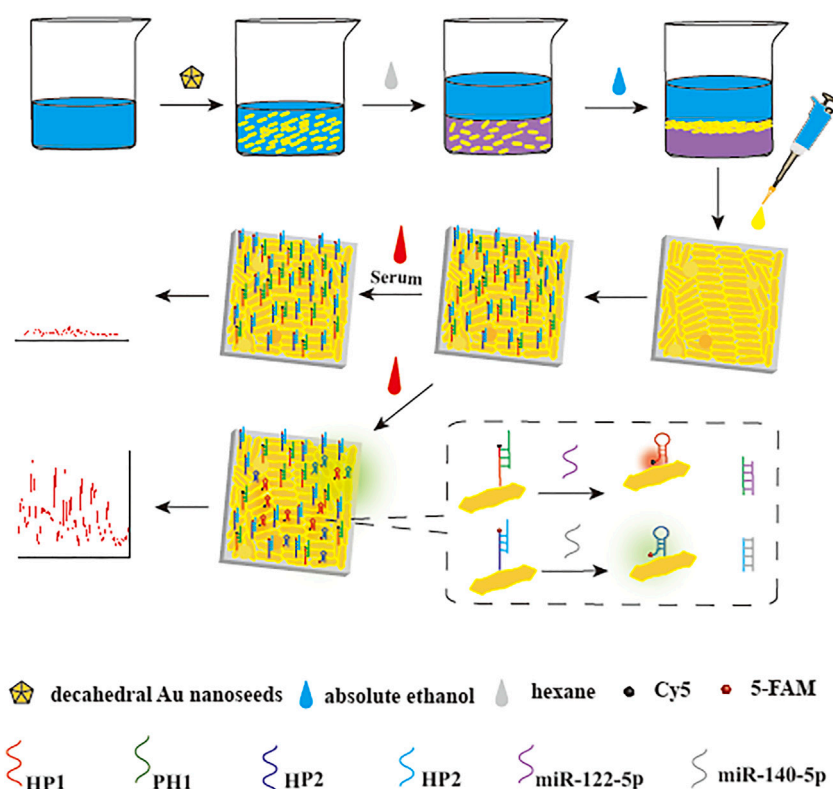 Serum
decahedral Au nanoseeds absolute ethanol hexane Cy5 5-FAM
HP1 PH1 HP2 HP2 miR-122-5p miR-140-5p